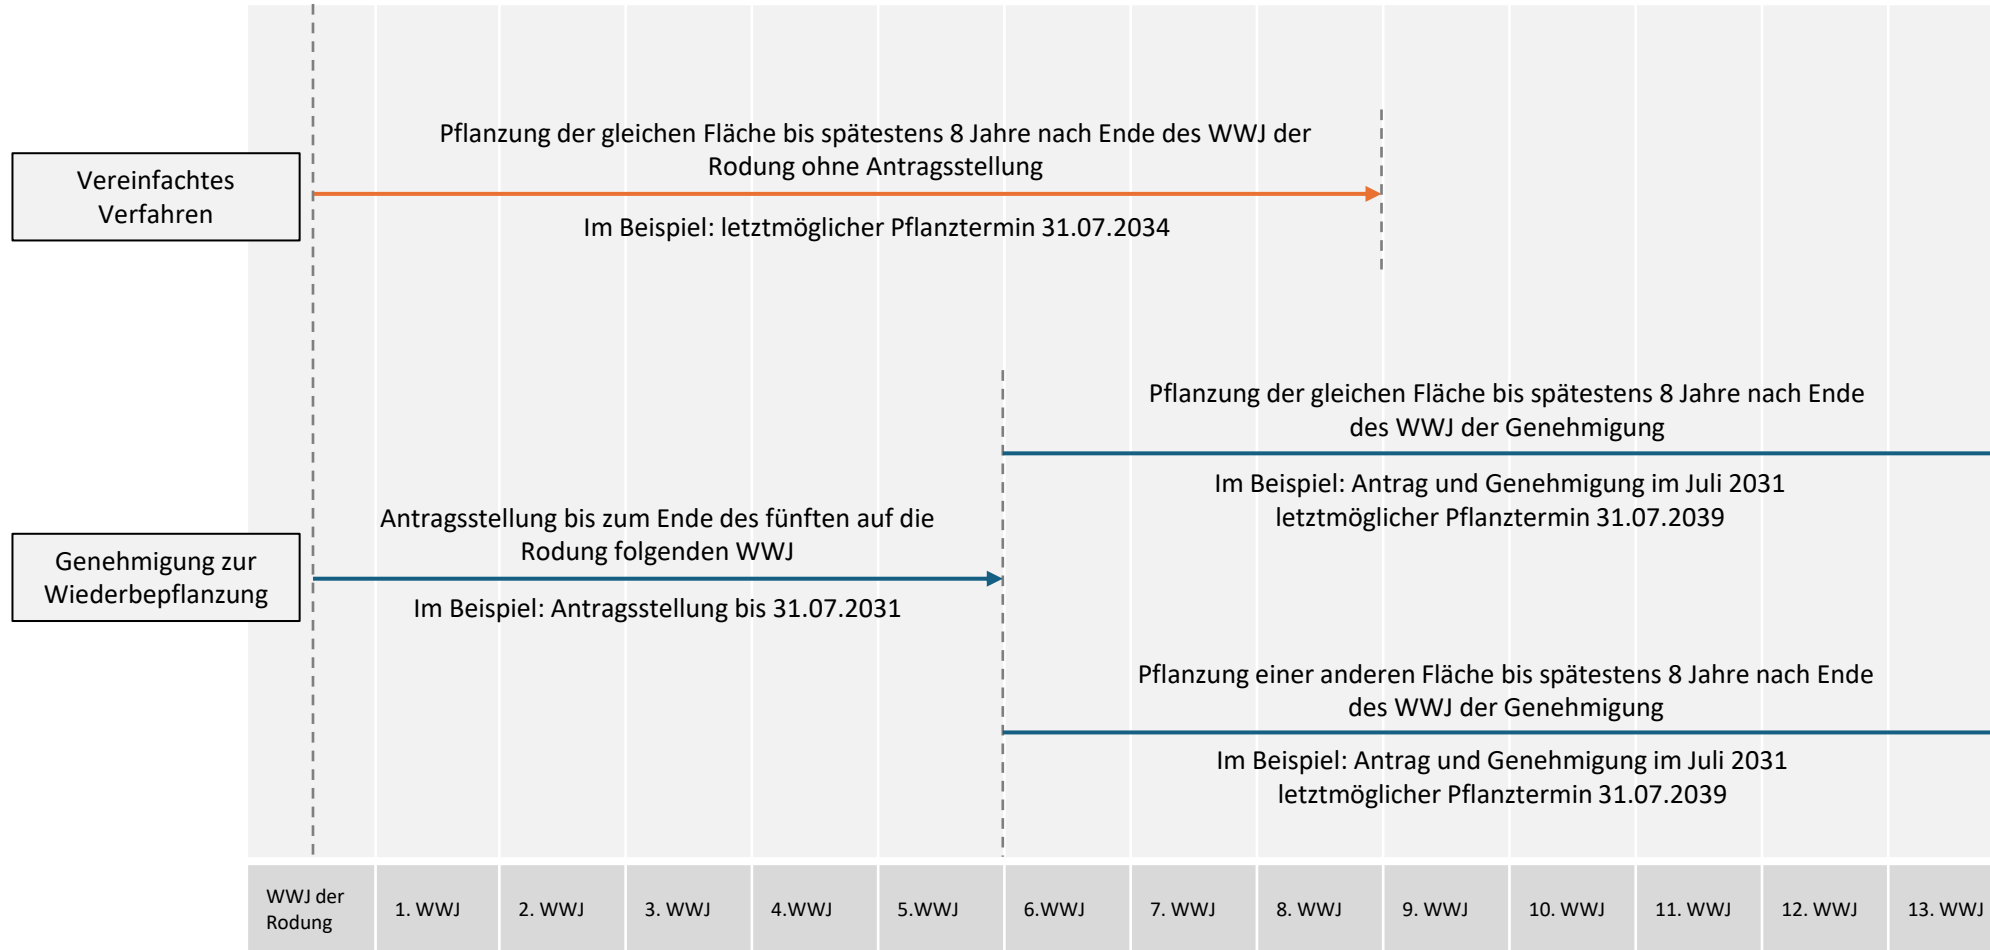 Vereinfachtes
Verfahren
Pflanzung der gleichen Fläche bis spätestens 8 Jahre nach Ende des WWJ der
Rodung ohne Antragsstellung
Im Beispiel: letztmöglicher Pflanztermin 31.07.2034
Genehmigung zur
Wiederbepflanzung
Antragsstellung bis zum Ende des fünften auf die
Rodung folgenden WWJ
Im Beispiel: Antragsstellung bis 31.07.2031
Pflanzung der gleichen Fläche bis spätestens 8 Jahre nach Ende
des WWJ der Genehmigung
Im Beispiel: Antrag und Genehmigung im Juli 2031
letztmöglicher Pflanztermin 31.07.2039
Pflanzung einer anderen Fläche bis spätestens 8 Jahre nach Ende
des WWJ der Genehmigung
Im Beispiel: Antrag und Genehmigung im Juli 2031
letztmöglicher Pflanztermin 31.07.2039
WWJ der
Rodung
1. WWJ
2. WWJ
3. WWJ
4.WWJ
5.WWJ
6.WWJ
7. WWJ
8. WWJ
9. WWJ
10. WWJ
11. WWJ
12. WWJ
13. WWJ